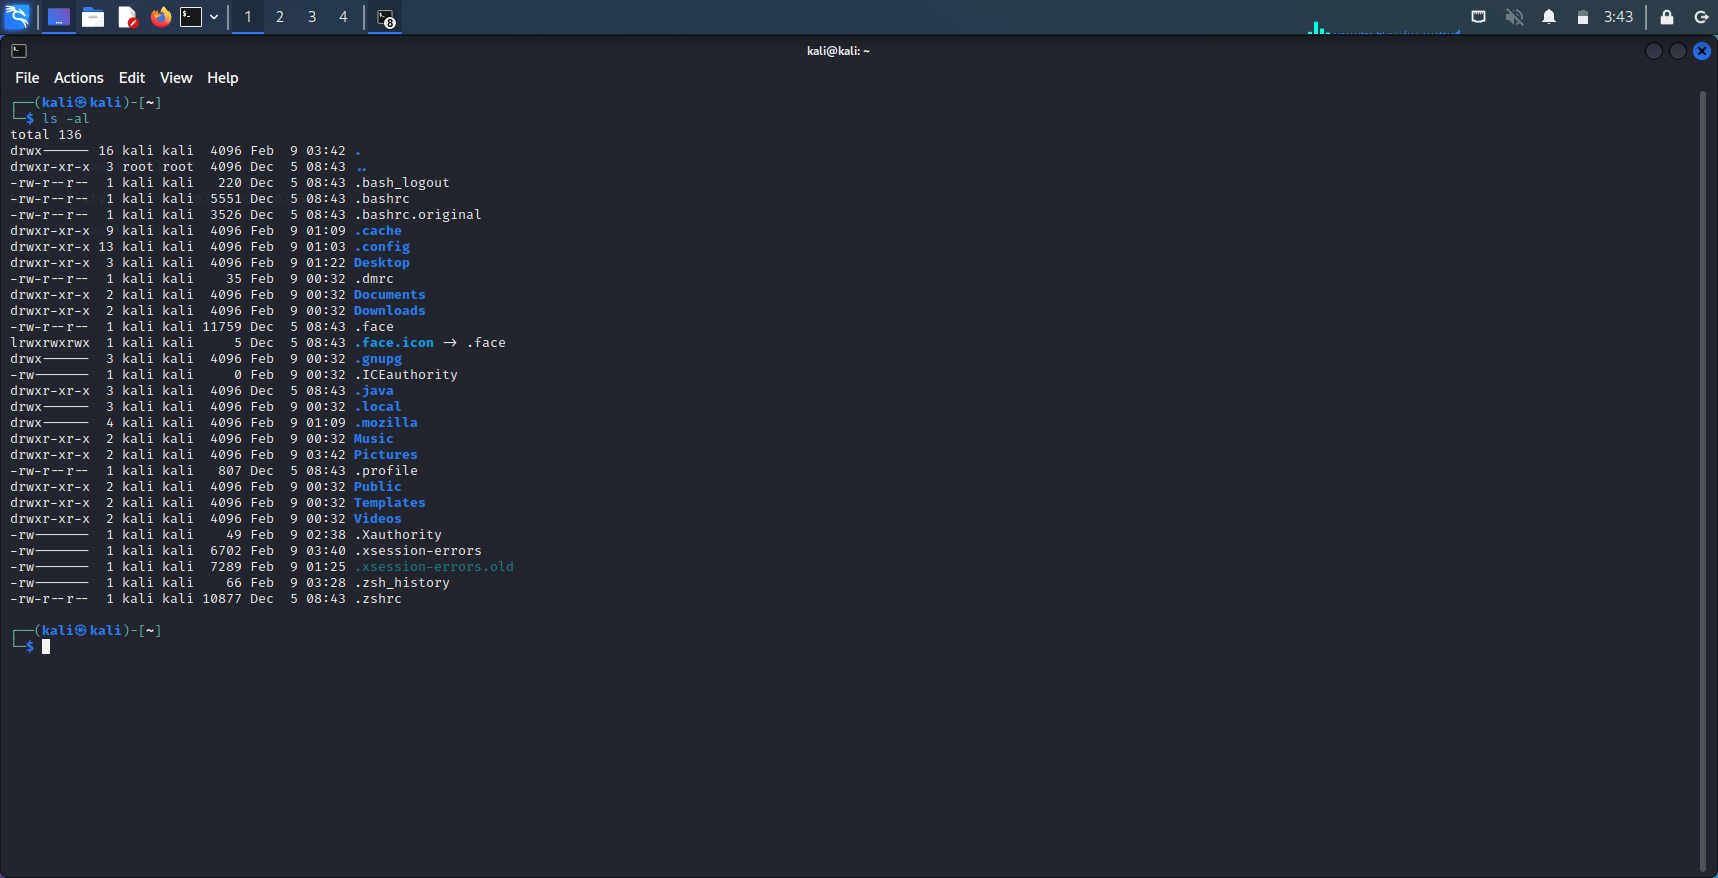 1 2 3 4 8 3:43
kali@kali: ~
File Actions Edit View Help
┌──(kali㉿kali)-[~]
└─$ ls -al
total 136
drwx------ 16 kali kali  4096 Feb  9 03:42 .
drwxr-xr-x  3 root root  4096 Dec  5 08:43 ..
-rw-r--r--  1 kali kali   220 Dec  5 08:43 .bash_logout
-rw-r--r--  1 kali kali  5551 Dec  5 08:43 .bashrc
-rw-r--r--  1 kali kali  3526 Dec  5 08:43 .bashrc.original
drwxr-xr-x  9 kali kali  4096 Feb  9 01:09 .cache
drwxr-xr-x 13 kali kali  4096 Feb  9 01:03 .config
drwxr-xr-x  3 kali kali  4096 Feb  9 01:22 Desktop
-rw-r--r--  1 kali kali    35 Feb  9 00:32 .dmrc
drwxr-xr-x  2 kali kali  4096 Feb  9 00:32 Documents
drwxr-xr-x  2 kali kali  4096 Feb  9 00:32 Downloads
-rw-r--r--  1 kali kali 11759 Dec  5 08:43 .face
lrwxrwxrwx  1 kali kali     5 Dec  5 08:43 .face.icon -> .face
drwx------  3 kali kali  4096 Feb  9 00:32 .gnupg
-rw-------  1 kali kali     0 Feb  9 00:32 .ICEauthority
drwxr-xr-x  3 kali kali  4096 Dec  5 08:43 .java
drwx------  3 kali kali  4096 Feb  9 00:32 .local
drwx------  4 kali kali  4096 Feb  9 01:09 .mozilla
drwxr-xr-x  2 kali kali  4096 Feb  9 00:32 Music
drwxr-xr-x  2 kali kali  4096 Feb  9 03:42 Pictures
-rw-r--r--  1 kali kali   807 Dec  5 08:43 .profile
drwxr-xr-x  2 kali kali  4096 Feb  9 00:32 Public
drwxr-xr-x  2 kali kali  4096 Feb  9 00:32 Templates
drwxr-xr-x  2 kali kali  4096 Feb  9 00:32 Videos
-rw-------  1 kali kali    49 Feb  9 02:38 .Xauthority
-rw-------  1 kali kali  6702 Feb  9 03:40 .xsession-errors
-rw-------  1 kali kali  7289 Feb  9 01:25 .xsession-errors.old
-rw-------  1 kali kali    66 Feb  9 03:28 .zsh_history
-rw-r--r--  1 kali kali 10877 Dec  5 08:43 .zshrc
┌──(kali㉿kali)-[~]
└─$